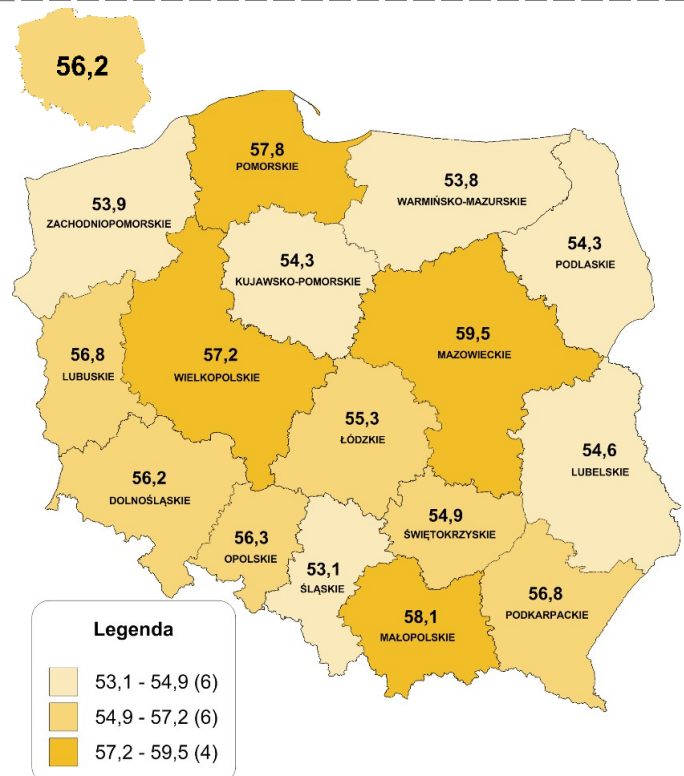 56,2
57,8
POMORSKIE
53,9
ZACHODNIOPOMORSKIE
53,8
WARMIŃSKO-MAZURSKIE
54,3
PODLASKIE
54,3
KUJAWSKO-POMORSKIE
59,5
MAZOWIECKIE
56,8
LUBUSKIE
57,2
WIELKOPOLSKIE
55,3
ŁÓDZKIE
54,6
LUBELSKIE
56,2
DOLNOŚLĄSKIE
56,3
OPOLSKIE
54,9
ŚWIĘTOKRZYSKIE
53,1
ŚLĄSKIE
58,1
MAŁOPOLSKIE
56,8
PODKARPACKIE
Legenda
53,1 - 54,9 (6)
54,9 - 57,2 (6)
57,2 - 59,5 (4)